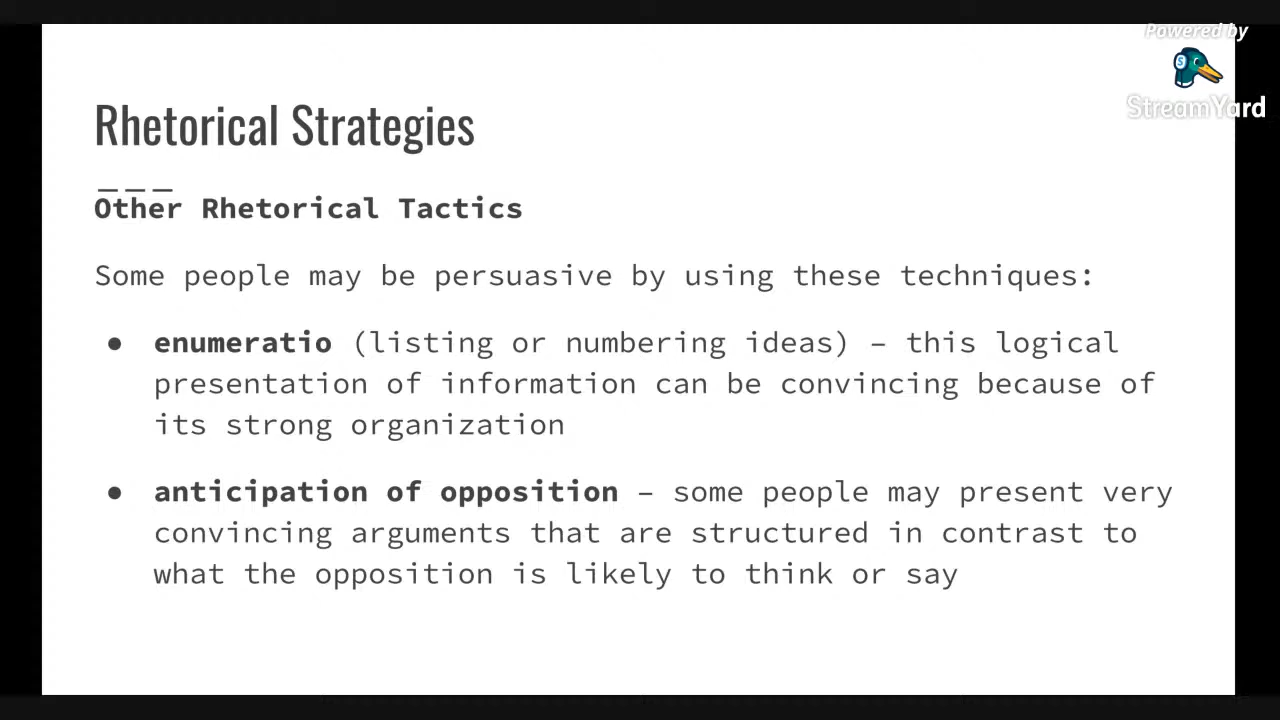 Powered by
StreamYard
Rhetorical Strategies
Other Rhetorical Tactics
Some people may be persuasive by using these techniques:
● enumeratio (listing or numbering ideas) – this logical
presentation of information can be convincing because of
its strong organization
● anticipation of opposition – some people may present very
convincing arguments that are structured in contrast to
what the opposition is likely to think or say